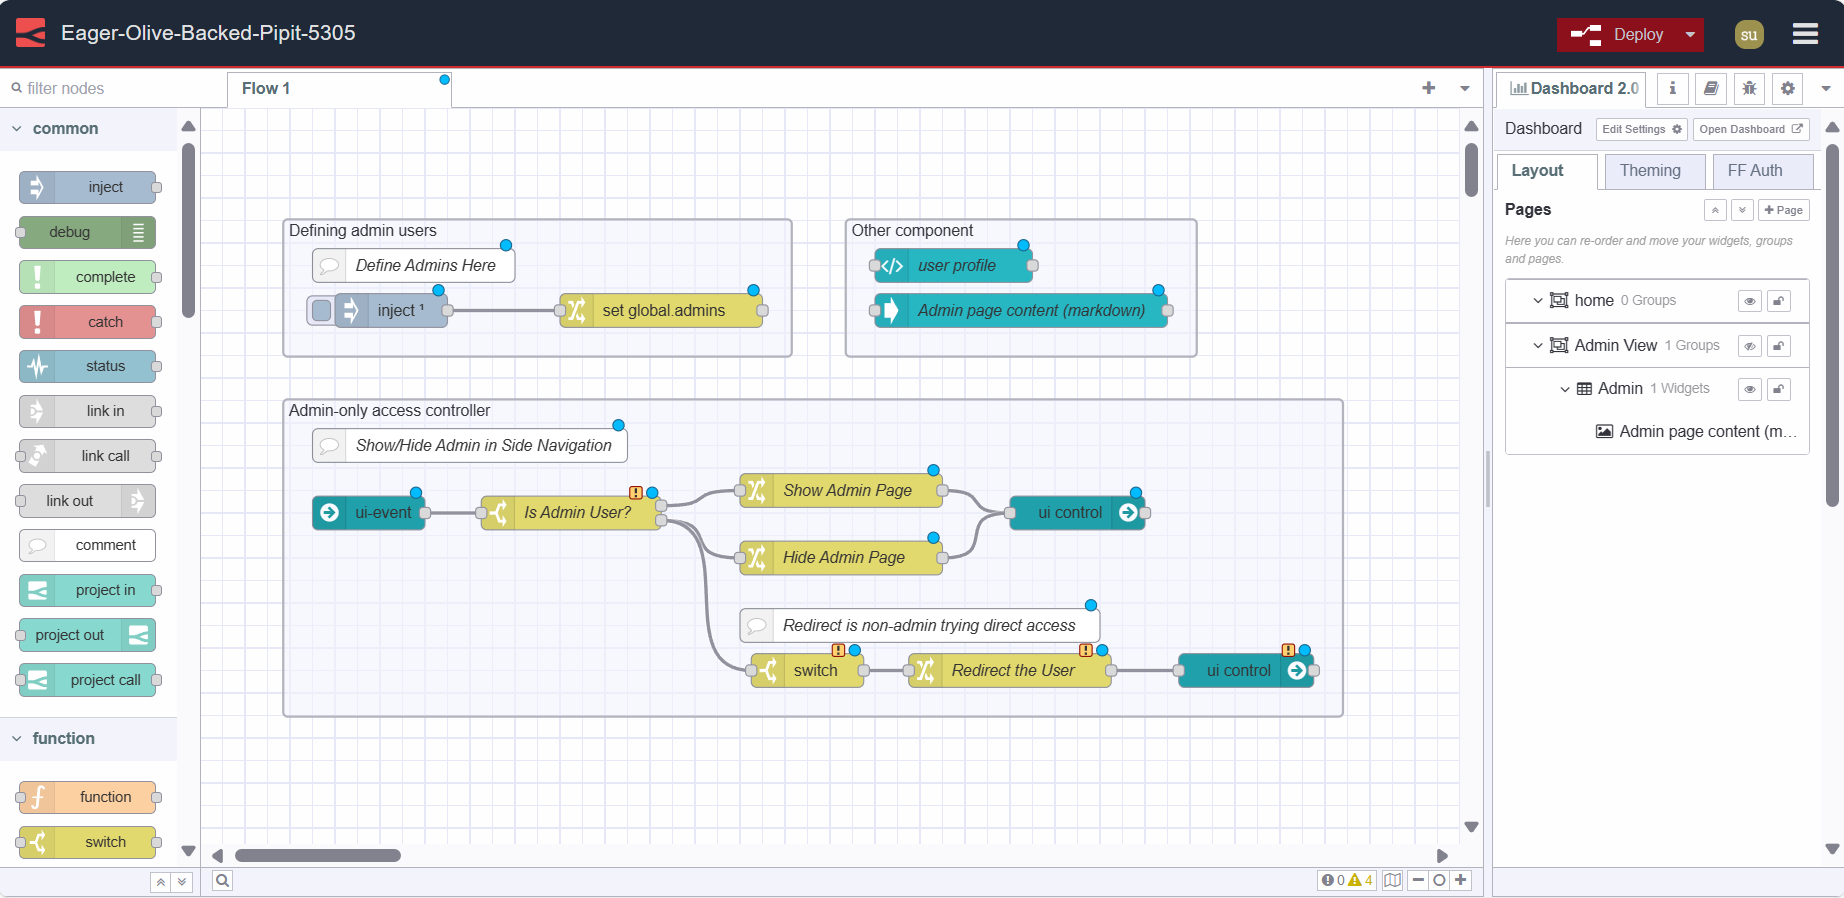 Eager-Olive-Backed-Pipit-5305
Deploy
su
filter nodes
Flow 1
Dashboard 2.0
common
inject
debug
complete
catch
status
link in
link call
link out
comment
project in
project out
project call
function
function
switch
Defining admin users
Define Admins Here
inject ¹
set global.admins
Other component
user profile
Admin page content (markdown)
Admin-only access controller
Show/Hide Admin in Side Navigation
ui-event
Is Admin User?
Show Admin Page
Hide Admin Page
ui control
Redirect is non-admin trying direct access
switch
Redirect the User
ui control
0 4
Dashboard
Edit Settings
Open Dashboard
Layout
Theming
FF Auth
Pages
Page
Here you can re-order and move your widgets, groups
and pages.
home 0 Groups
Admin View 1 Groups
Admin 1 Widgets
Admin page content (m...